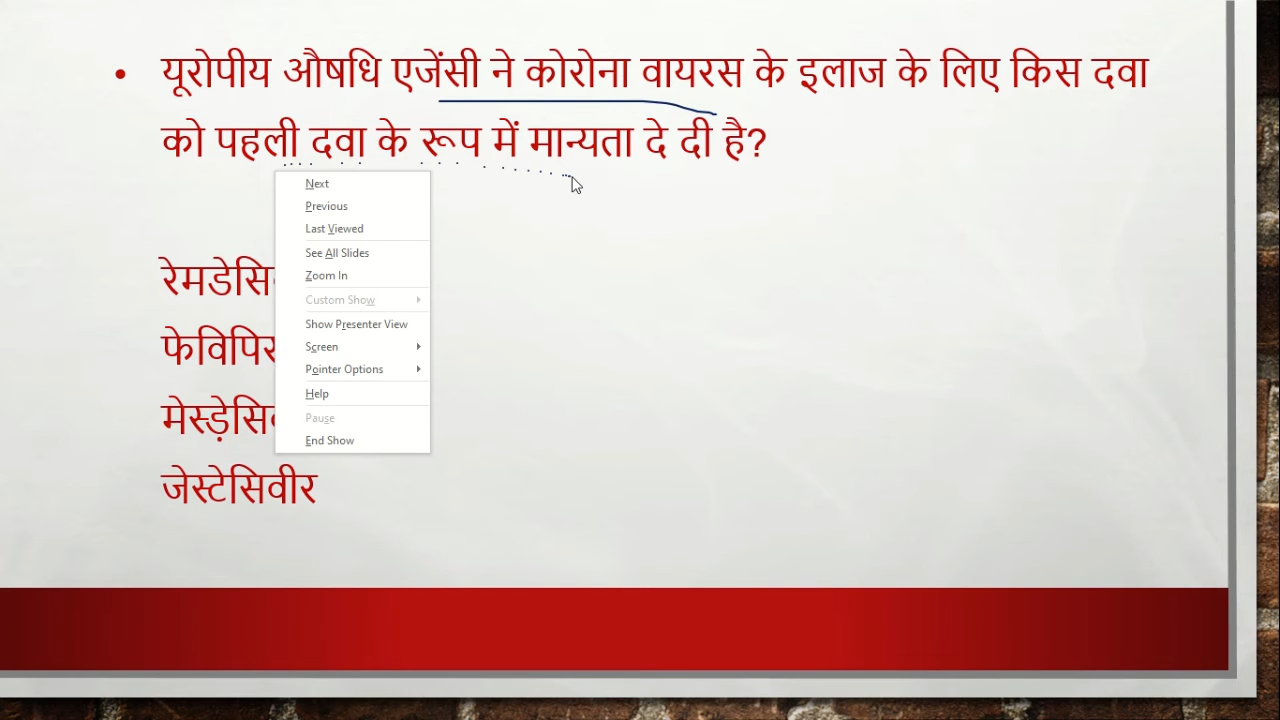 • यूरोपीय औषधि एजेंसी ने कोरोना वायरस के इलाज के लिए किस दवा
को पहली दवा के रूप में मान्यता दे दी है?
Next
Previous
Last Viewed
See All Slides
Zoom In
Custom Show
Show Presenter View
Screen
Pointer Options
Help
Pause
End Show
जेस्टेसिवीर